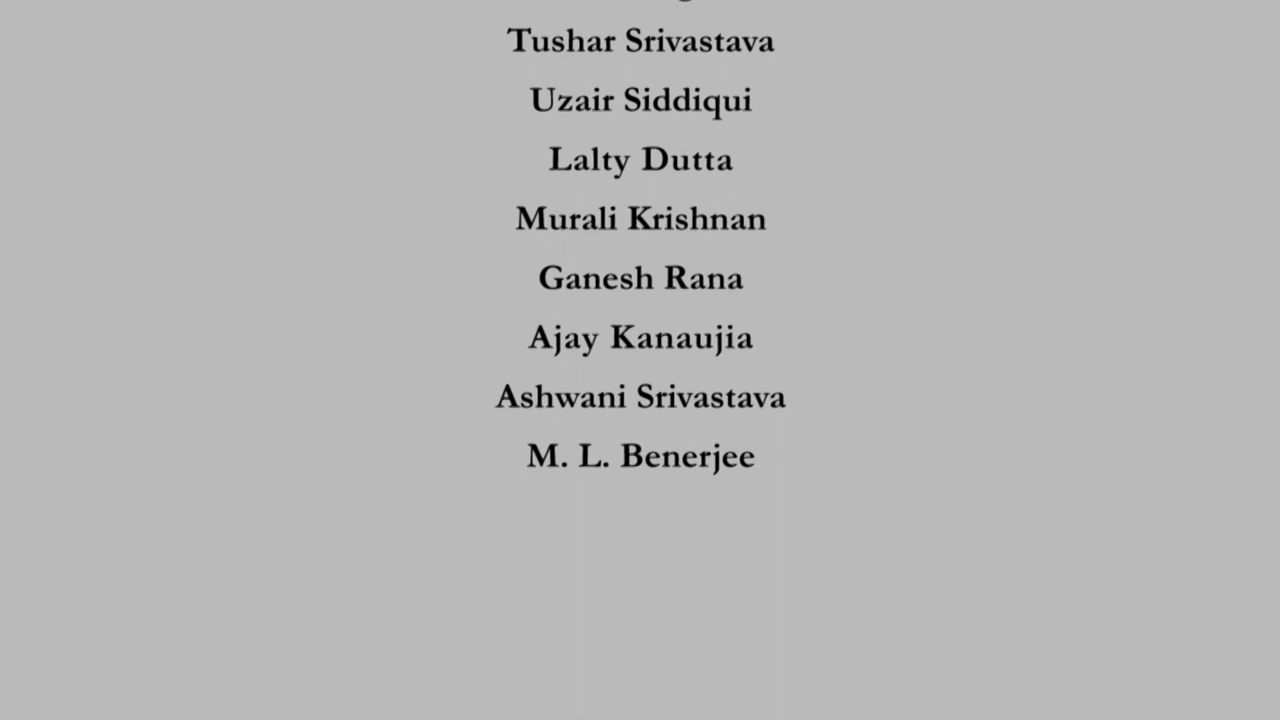 Tushar Srivastava
Uzair Siddiqui
Lalty Dutta
Murali Krishnan
Ganesh Rana
Ajay Kanaujia
Ashwani Srivastava
M. L. Benerjee